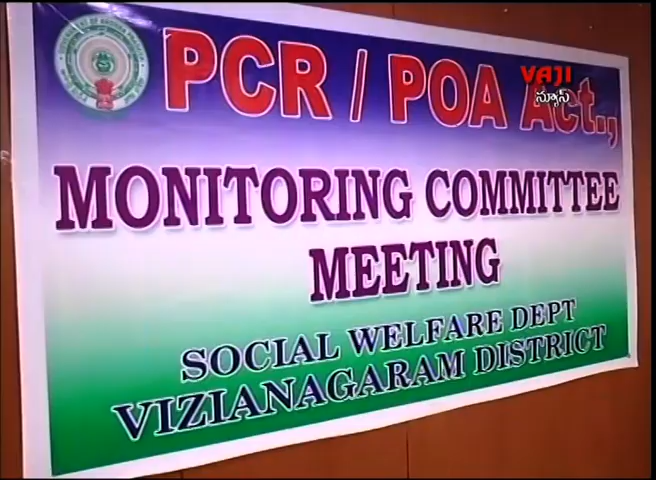 PCR / POA Act.,
VAJI
న్యూస్
MONITORING COMMITTEE
MEETING
SOCIAL WELFARE DEPT
VIZIANAGARAM DISTRICT